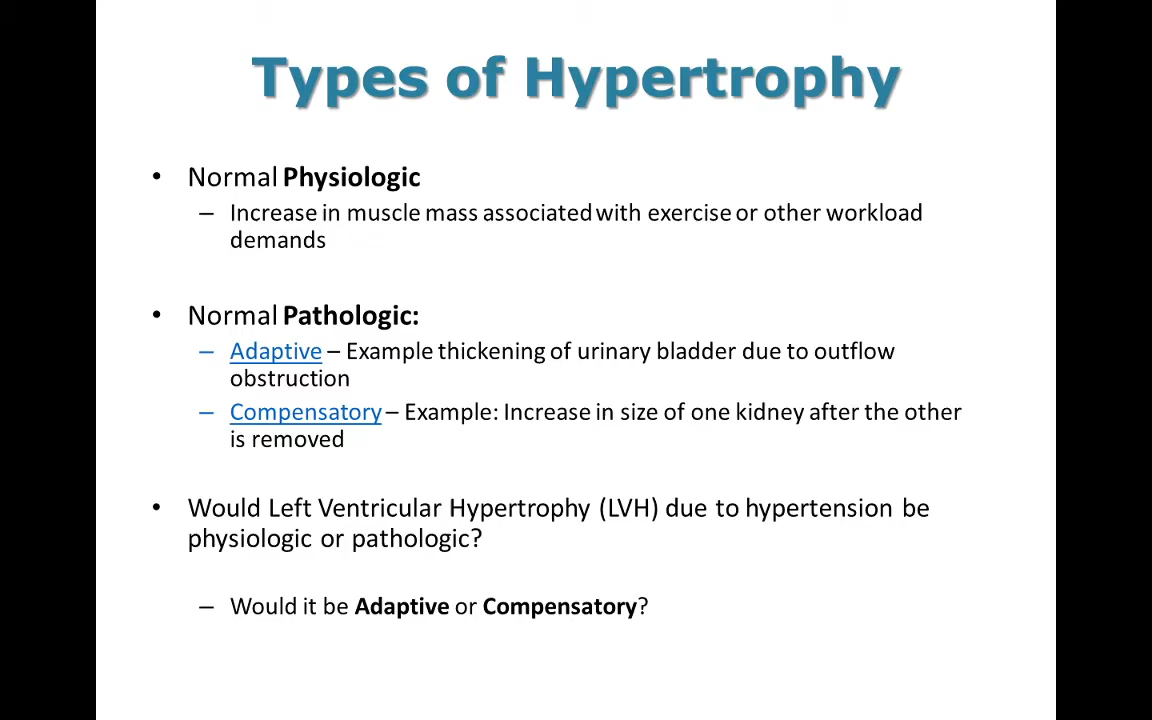 Types of Hypertrophy
• Normal Physiologic
– Increase in muscle mass associated with exercise or other workload
demands
• Normal Pathologic:
– Adaptive – Example thickening of urinary bladder due to outflow
obstruction
– Compensatory – Example: Increase in size of one kidney after the other
is removed
• Would Left Ventricular Hypertrophy (LVH) due to hypertension be
physiologic or pathologic?
– Would it be Adaptive or Compensatory?